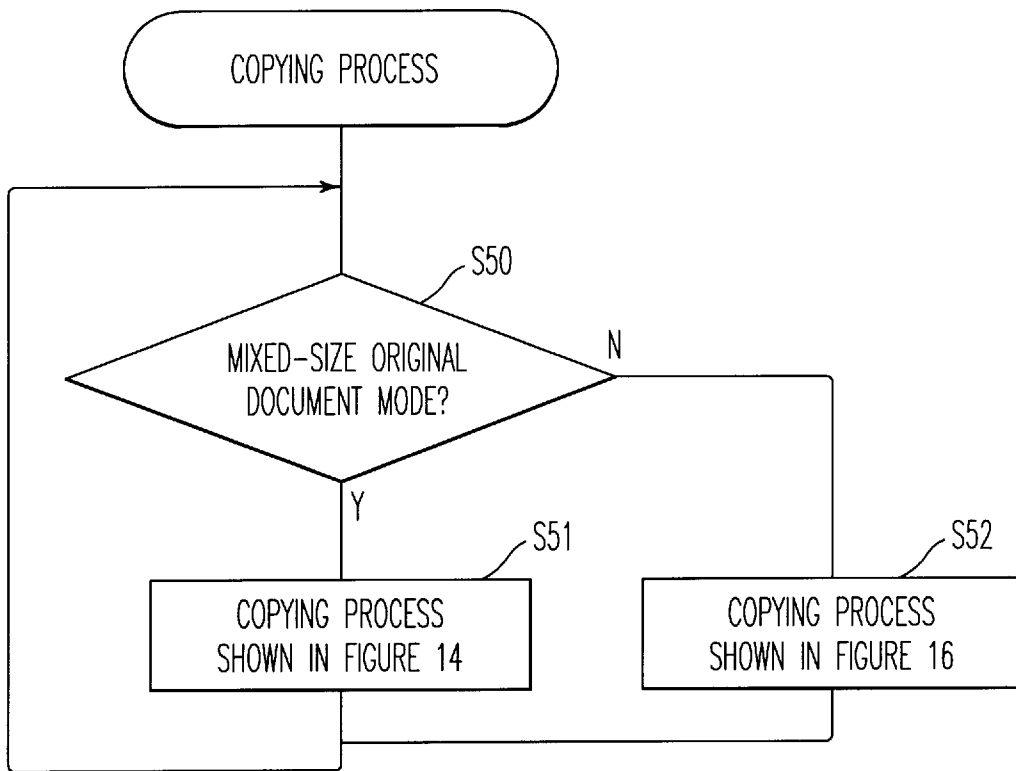 COPYING PROCESS
S50
MIXED-SIZE ORIGINAL
DOCUMENT MODE?
N
Y
S51
COPYING PROCESS
SHOWN IN FIGURE 14
S52
COPYING PROCESS
SHOWN IN FIGURE 16